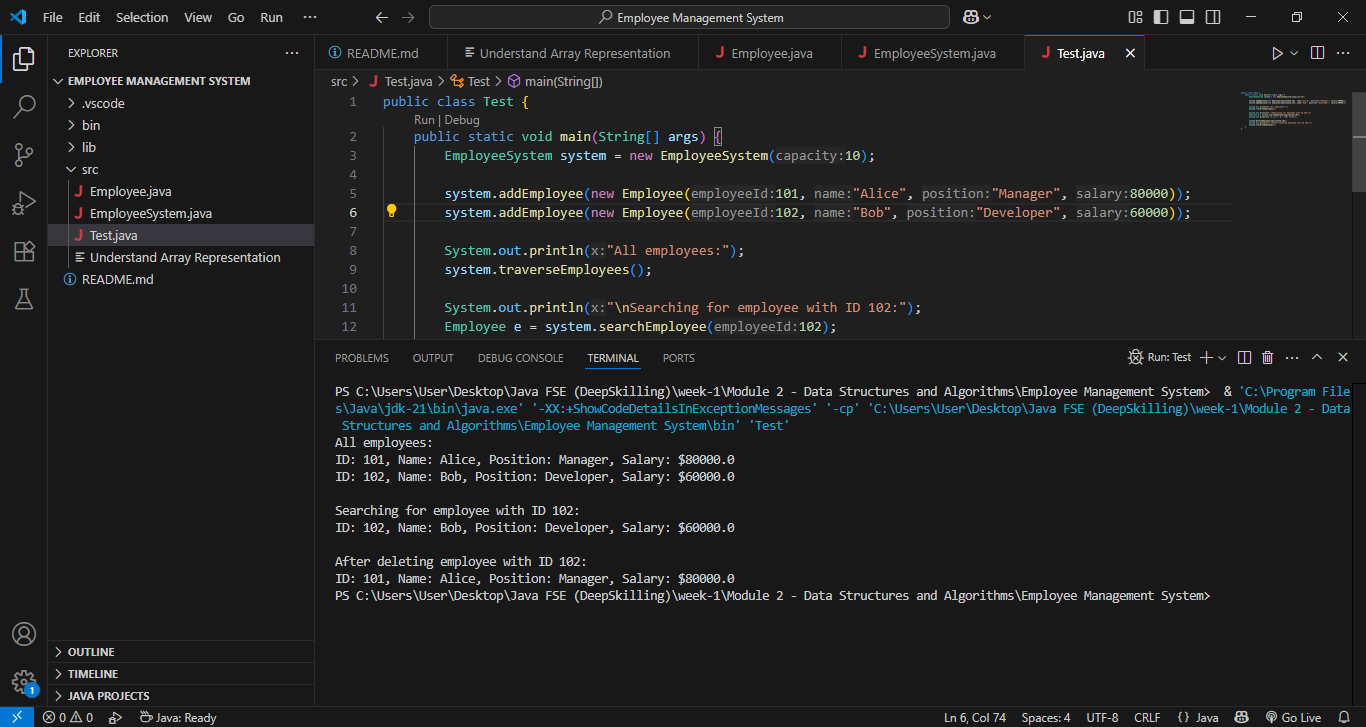 File Edit Selection View Go Run ···
Employee Management System
EXPLORER ···
EMPLOYEE MANAGEMENT SYSTEM
.vscode
bin
lib
src
J Employee.java
J EmployeeSystem.java
J Test.java
Understand Array Representation
README.md
OUTLINE
TIMELINE
JAVA PROJECTS
README.md Understand Array Representation J Employee.java J EmployeeSystem.java J Test.java
src > J Test.java > Test > main(String[])
1 public class Test {
Run | Debug
2 public static void main(String[] args) {
3 EmployeeSystem system = new EmployeeSystem(capacity:10);
4
5 system.addEmployee(new Employee(employeeId:101, name:"Alice", position:"Manager", salary:80000));
6 system.addEmployee(new Employee(employeeId:102, name:"Bob", position:"Developer", salary:60000));
7
8 System.out.println(x:"All employees:");
9 system.traverseEmployees();
10
11 System.out.println(x:"\nSearching for employee with ID 102:");
12 Employee e = system.searchEmployee(employeeId:102);
PROBLEMS OUTPUT DEBUG CONSOLE TERMINAL PORTS
Run: Test
PS C:\Users\User\Desktop\Java FSE (DeepSkilling)\week-1\Module 2 - Data Structures and Algorithms\Employee Management System> & 'C:\Program File
s\Java\jdk-21\bin\java.exe' '-XX:+ShowCodeDetailsInExceptionMessages' '-cp' 'C:\Users\User\Desktop\Java FSE (DeepSkilling)\week-1\Module 2 - Data
Structures and Algorithms\Employee Management System\bin' 'Test'
All employees:
ID: 101, Name: Alice, Position: Manager, Salary: $80000.0
ID: 102, Name: Bob, Position: Developer, Salary: $60000.0
Searching for employee with ID 102:
ID: 102, Name: Bob, Position: Developer, Salary: $60000.0
After deleting employee with ID 102:
ID: 101, Name: Alice, Position: Manager, Salary: $80000.0
PS C:\Users\User\Desktop\Java FSE (DeepSkilling)\week-1\Module 2 - Data Structures and Algorithms\Employee Management System>
1
0 0 Java: Ready
Ln 6, Col 74 Spaces: 4 UTF-8 CRLF {} Java Go Live